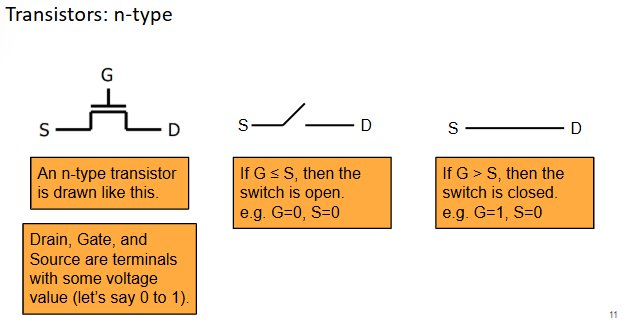 Transistors: n-type
G
S
D
S
D
S
D
An n-type transistor
is drawn like this.
If G ≤ S, then the
switch is open.
e.g. G=0, S=0
If G > S, then the
switch is closed.
e.g. G=1, S=0
Drain, Gate, and
Source are terminals
with some voltage
value (let's say 0 to 1).
11